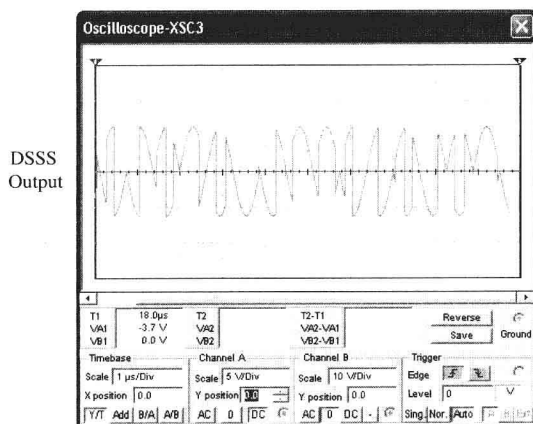 Oscilloscope-XSC3
DSSS
Output
T1 18.0µs T2 T2-T1 Reverse
VA1 -3.7 V VA2 VA2-VA1
VB1 0.0 V VB2 VB2-VB1 Save Ground
Timebase Channel A Channel B Trigger
Scale 1 µs/Div Scale 5 V/Div Scale 10 V/Div Edge
X position 0.0 Y position 0.0 Y position 0.0 Level 0 V
Y/T Add B/A A/B AC 0 DC AC 0 DC - Sing. Nor. Auto A B Ext